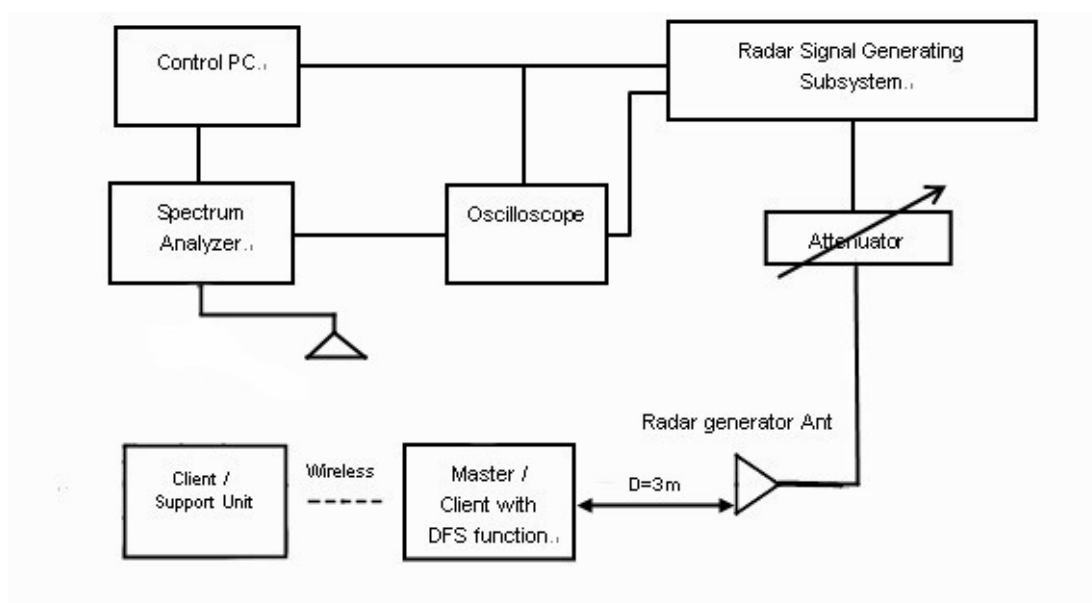 Control PC.
Radar Signal Generating
Subsystem.
Spectrum
Analyzer.
Oscilloscope
Attenuator
Radar generator Ant
Client /
Support Unit
Wireless
Master /
Client with
DFS function.
D=3m